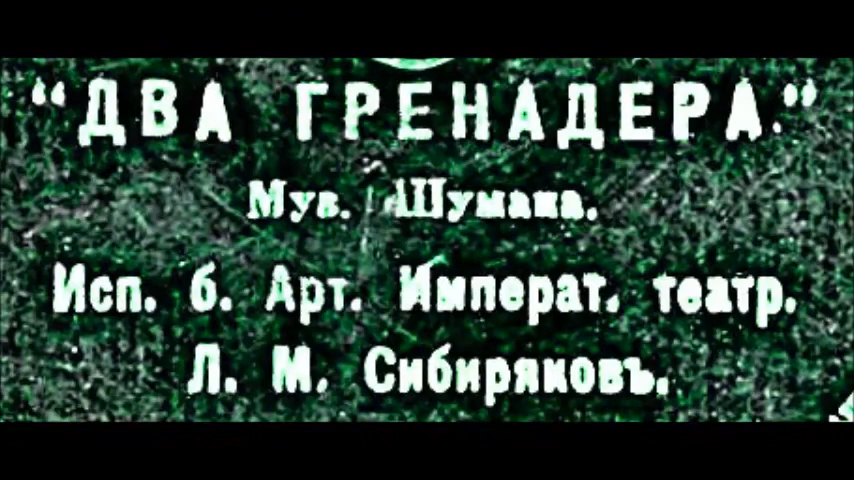 "ДВА ГРЕНАДЕРА."
Муз. Шумана.
Исп. б. Арт. Императ. театр.
Л. М. Сибиряковъ.